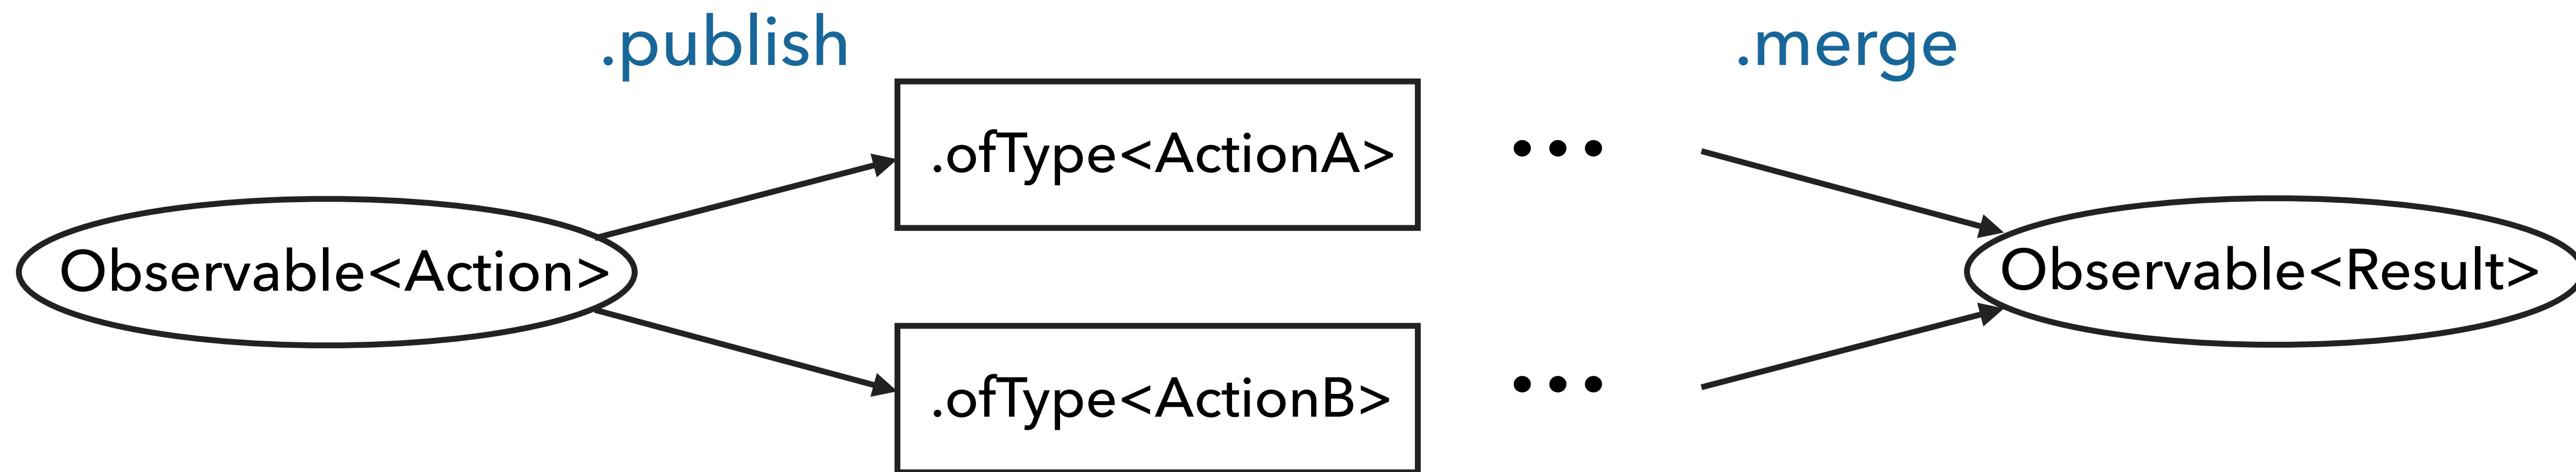 .publish
.merge
.ofType<ActionA>
•••
Observable<Action>
Observable<Result>
.ofType<ActionB>
•••